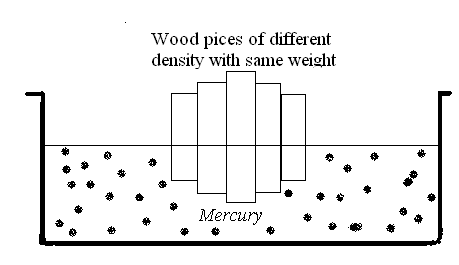 Wood pices of different
density with same weight
Mercury